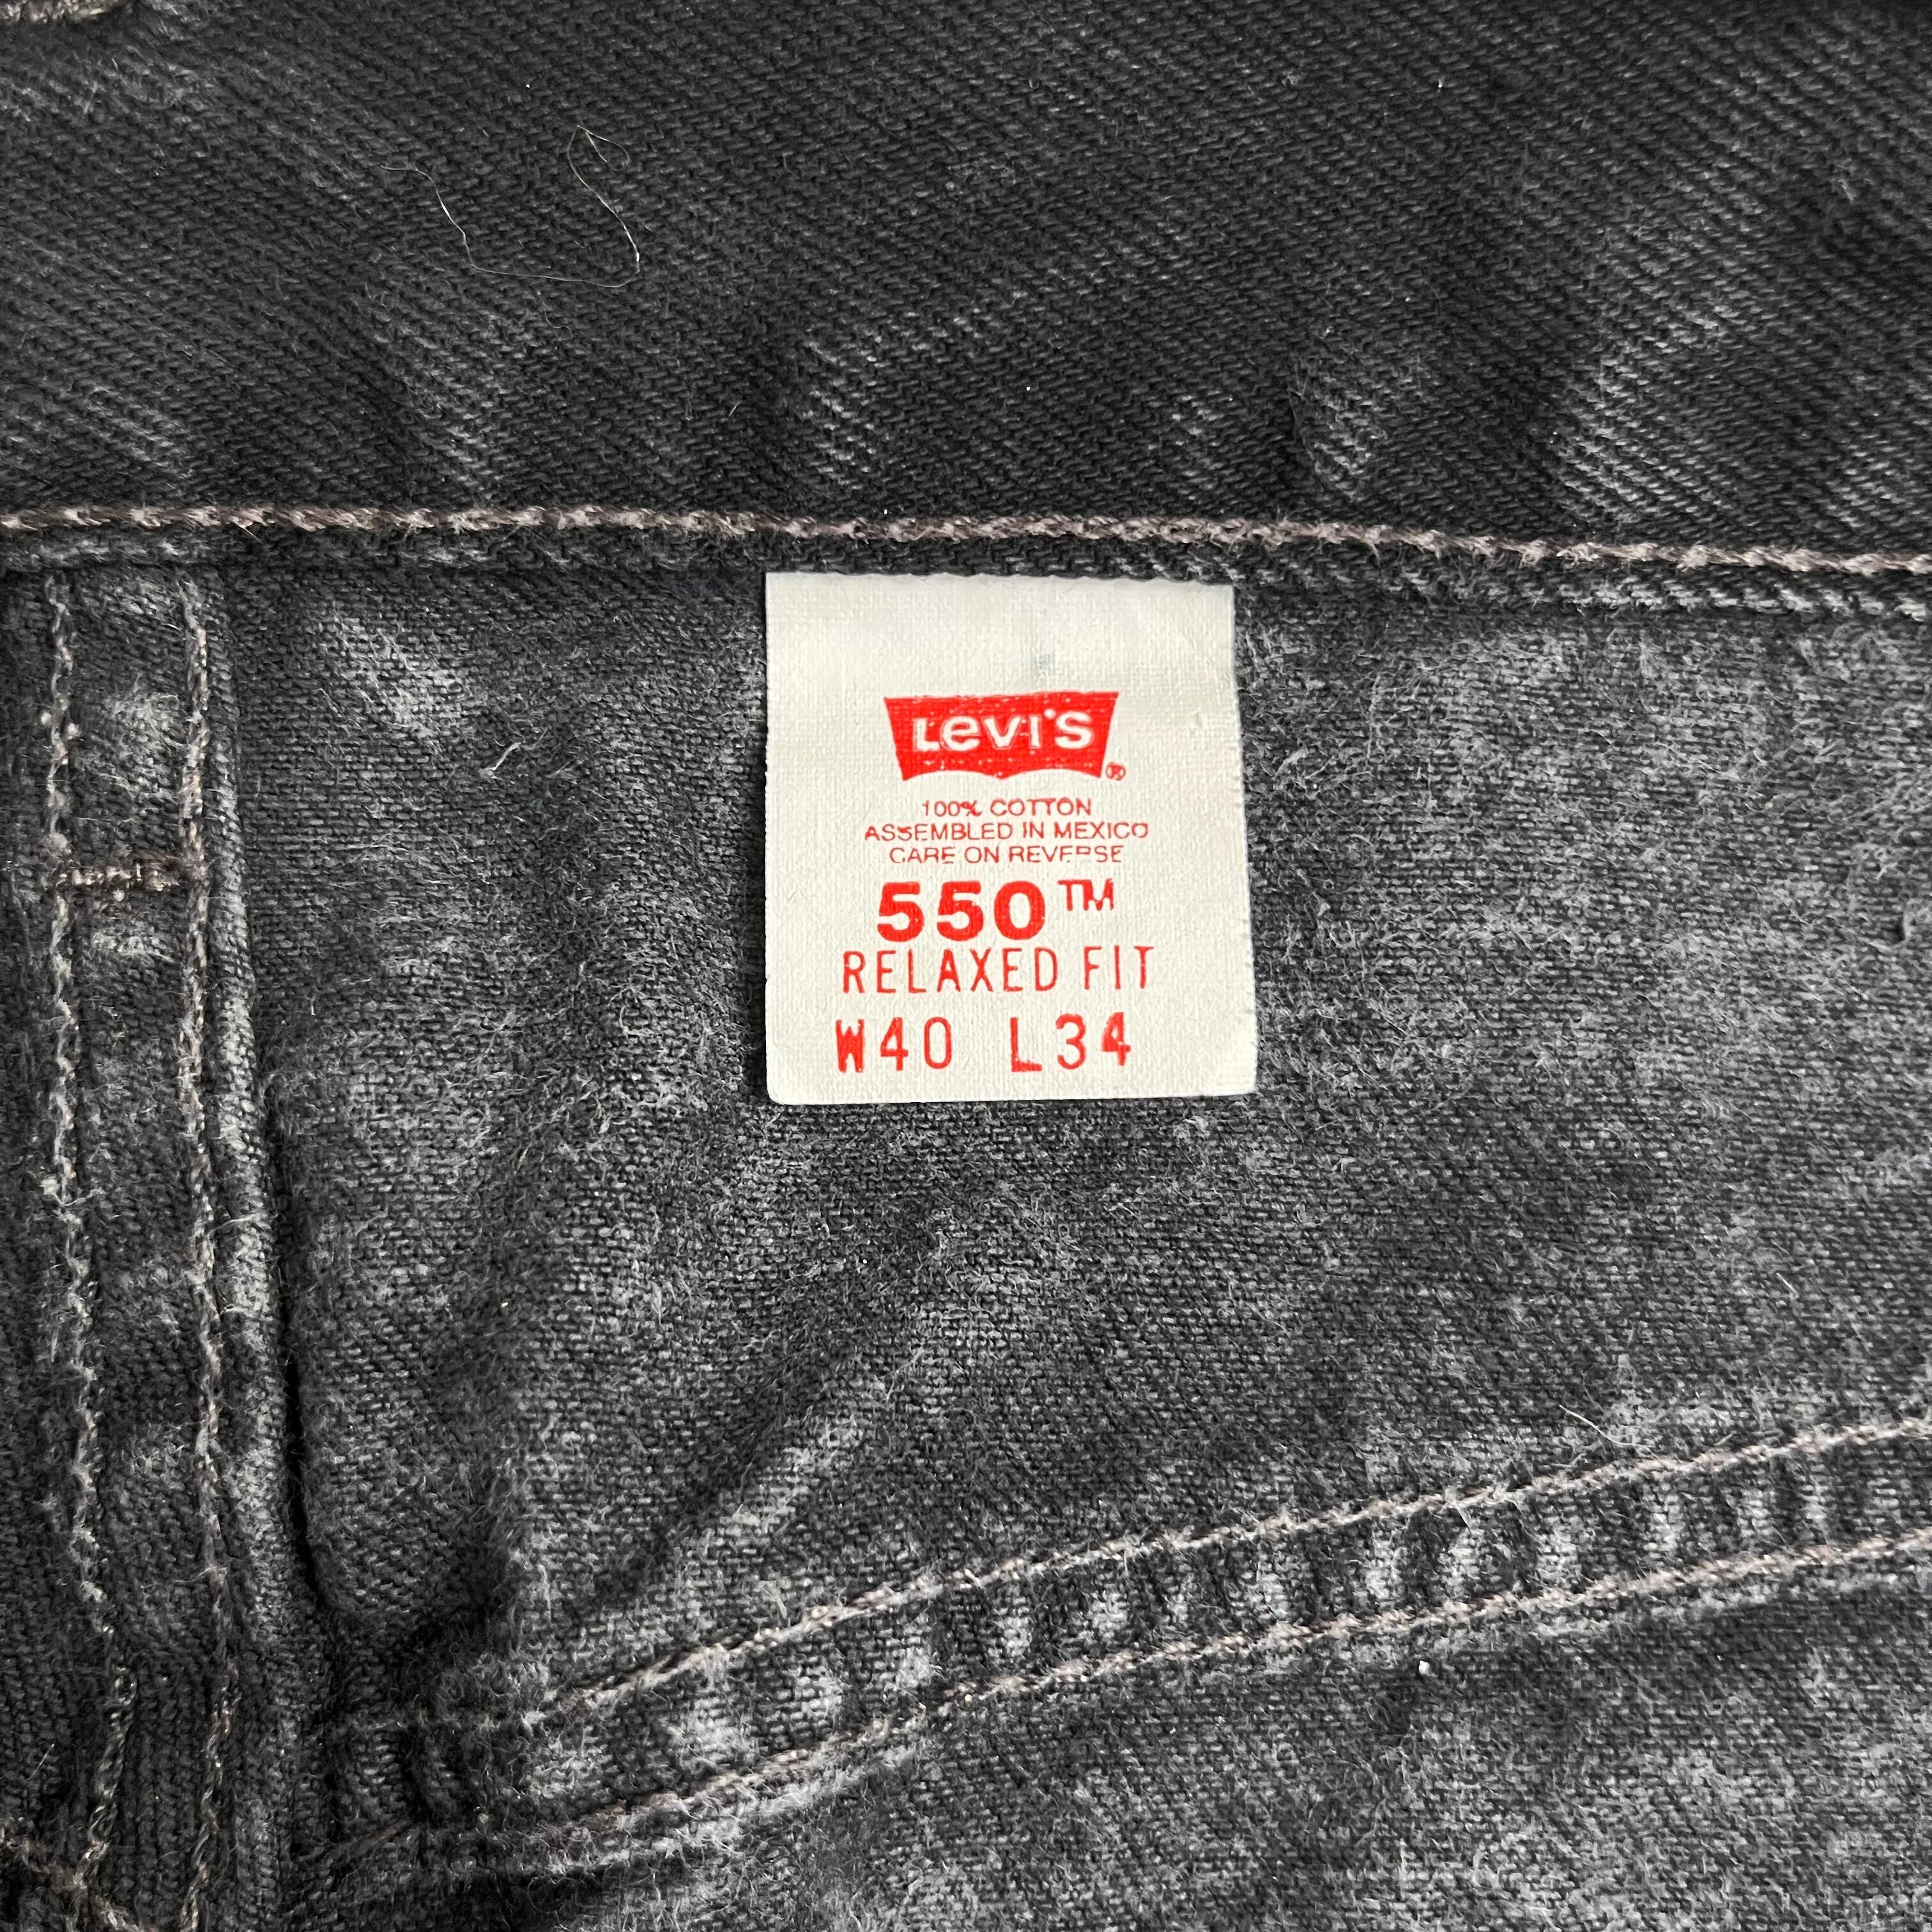 Levi's ®
100% COTTON
ASSEMBLED IN MEXICO
CARE ON REVERSE
550™
RELAXED FIT
W40 L34